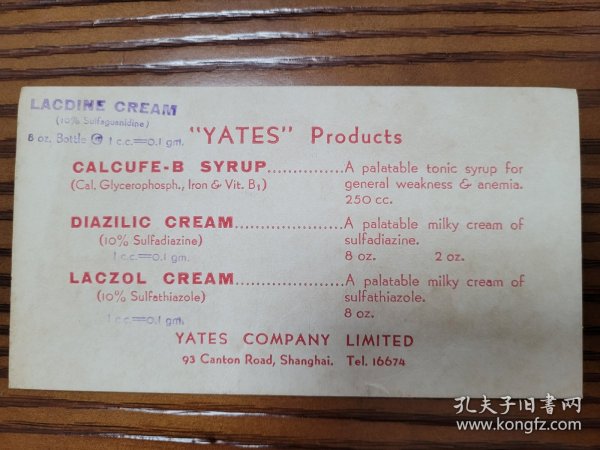 LACDINE CREAM
(10% Sulfaguanidine)
8 oz. Bottle @ 1 c.c.=0.1 gm.
"YATES" Products
CALCUFE-B SYRUP............... A palatable tonic syrup for
(Cal. Glycerophosph., Iron & Vit. B1) general weakness & anemia.
250 cc.
DIAZILIC CREAM..................... A palatable milky cream of
(10% Sulfadiazine) sulfadiazine.
1 c.c.=0.1 gm. 8 oz. 2 oz.
LACZOL CREAM..................... A palatable milky cream of
(10% Sulfathiazole) sulfathiazole.
1 c.c.=0.1 gm. 8 oz.
YATES COMPANY LIMITED
93 Canton Road, Shanghai. Tel. 16674
孔夫子旧书网
www.kongfz.com